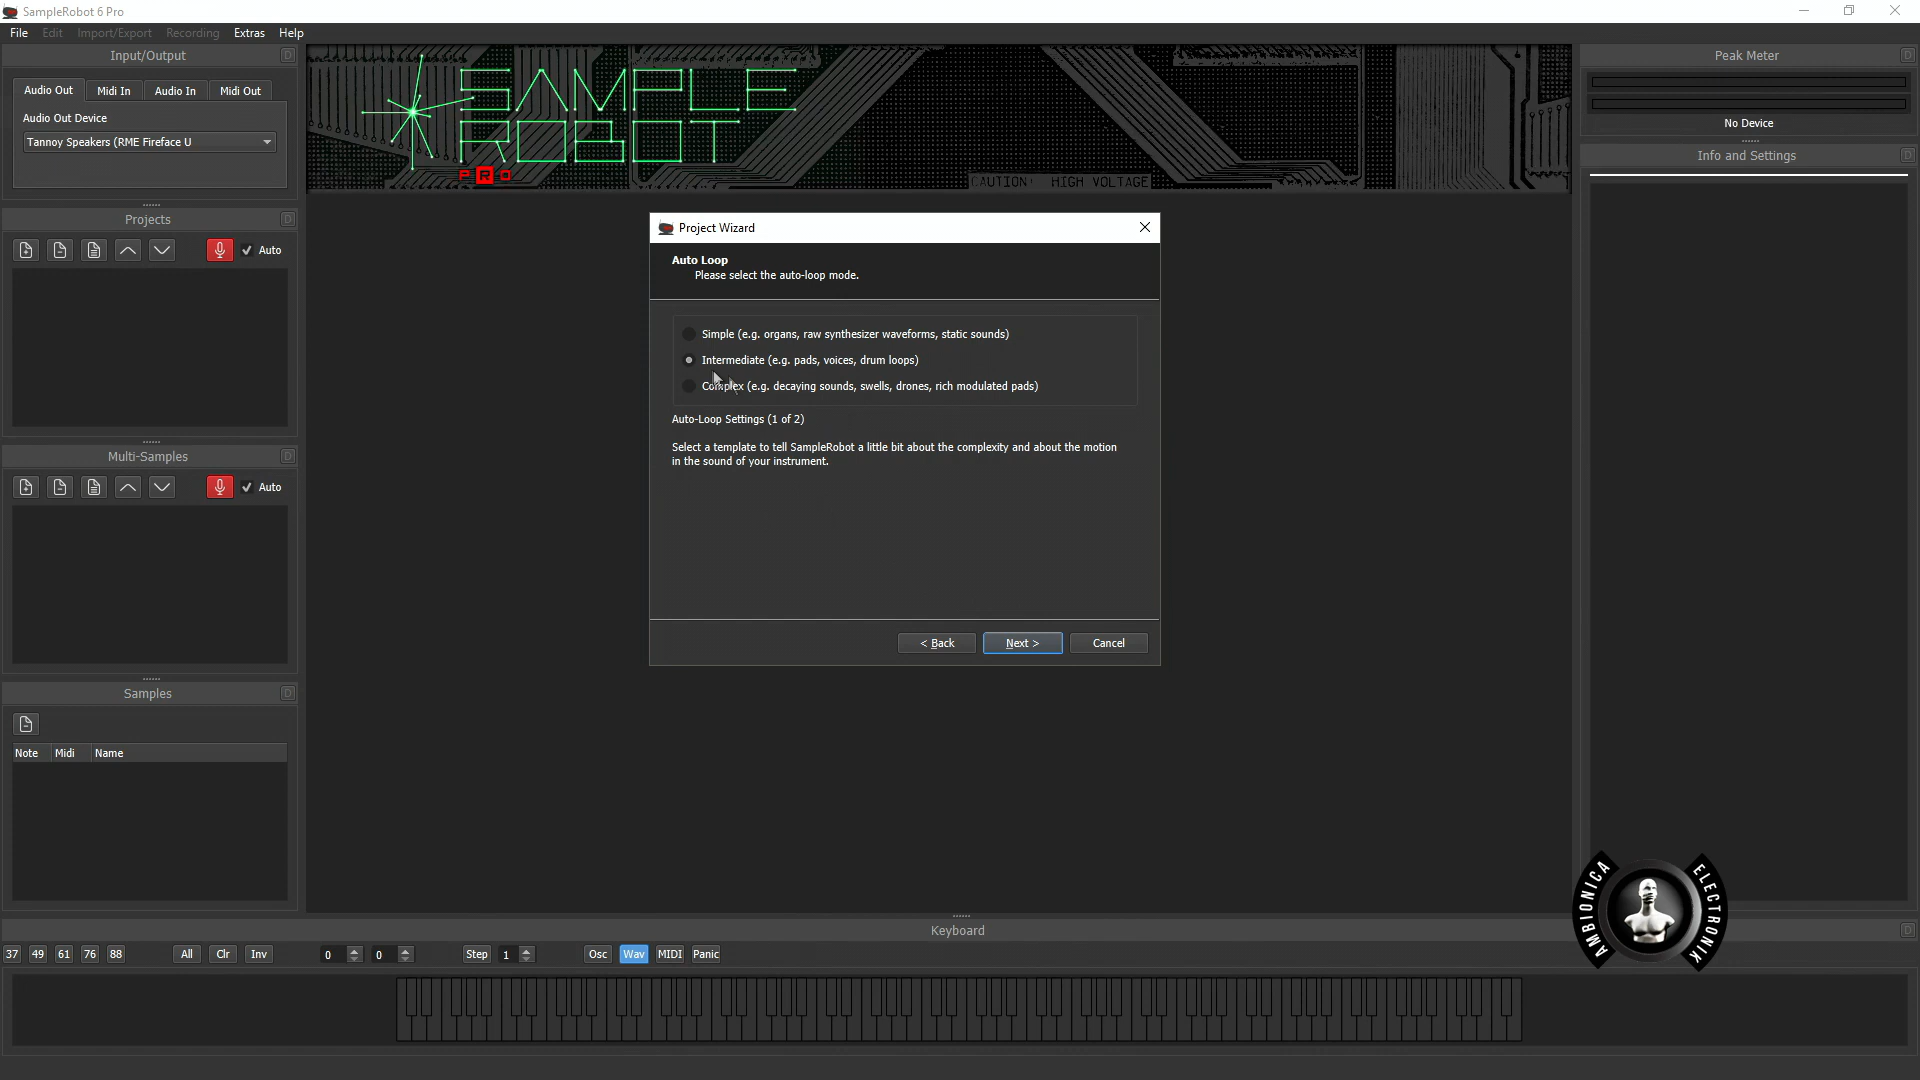 SampleRobot 6 Pro
File Edit Import/Export Recording Extras Help
Input/Output
Audio Out Midi In Audio In Midi Out
Audio Out Device
Tannoy Speakers (RME Fireface U
SAMPLE
ROBOT
PRO
CAUTION! HIGH VOLTAGE
Peak Meter
No Device
Info and Settings
Projects
Auto
Project Wizard
Auto Loop
Please select the auto-loop mode.
Simple (e.g. organs, raw synthesizer waveforms, static sounds)
Intermediate (e.g. pads, voices, drum loops)
Complex (e.g. decaying sounds, swells, drones, rich modulated pads)
Auto-Loop Settings (1 of 2)
Select a template to tell SampleRobot a little bit about the complexity and about the motion
in the sound of your instrument.
< Back Next > Cancel
Multi-Samples
Auto
Samples
Note Midi Name
AMBIONICA
ELECTRONIK
Keyboard
37 49 61 76 88 All Clr Inv 0 0 Step 1 Osc Wav MIDI Panic